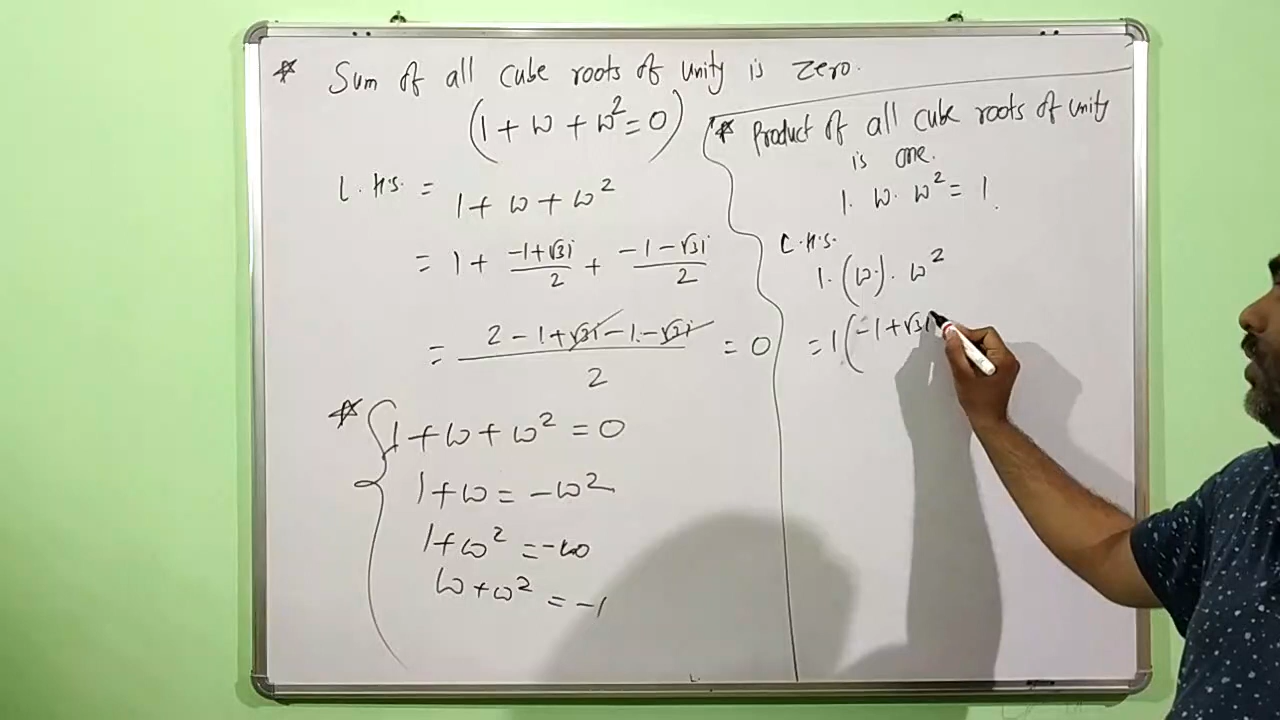 * Sum of all cube roots of unity is zero.
(1 + ω + ω² = 0)
L.H.S. = 1 + ω + ω²
= 1 + (-1+√3i)/2 + (-1-√3i)/2
= (2 - 1 + √3i - 1 - √3i)/2 = 0
* 1 + ω + ω² = 0
1 + ω = -ω²
1 + ω² = -ω
ω + ω² = -1
* Product of all cube roots of unity
is one.
1. ω. ω² = 1.
L.H.S.
1. (ω.) . ω²
= 1 (-1 + √3i